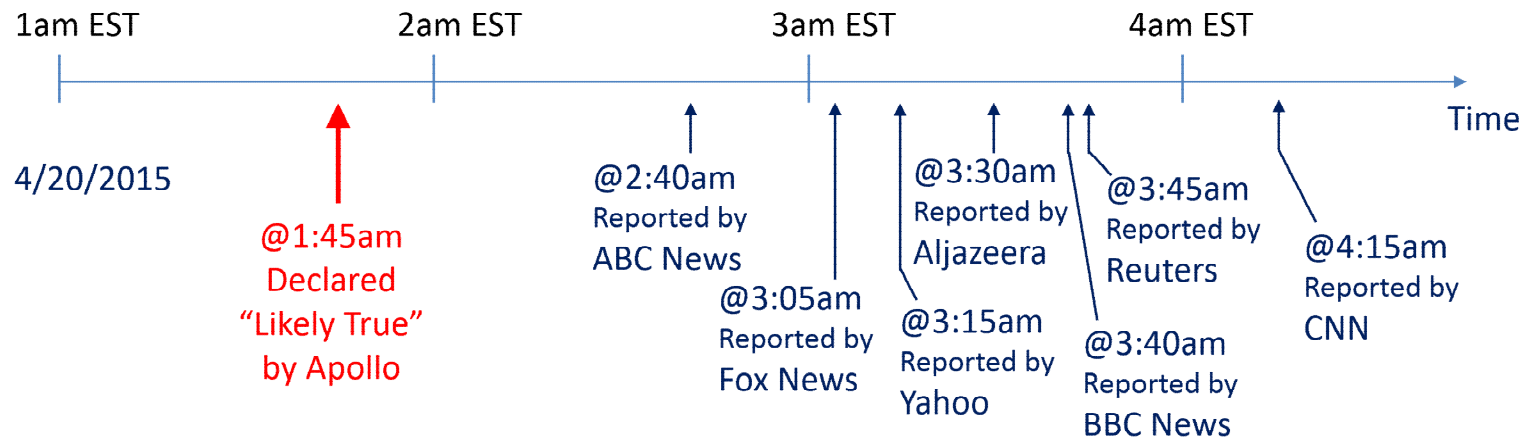 1am EST
2am EST
3am EST
4am EST
Time
4/20/2015
@1:45am
Declared
“Likely True”
by Apollo
@2:40am
Reported by
ABC News
@3:05am
Reported by
Fox News
@3:15am
Reported by
Yahoo
@3:30am
Reported by
Aljazeera
@3:40am
Reported by
BBC News
@3:45am
Reported by
Reuters
@4:15am
Reported by
CNN